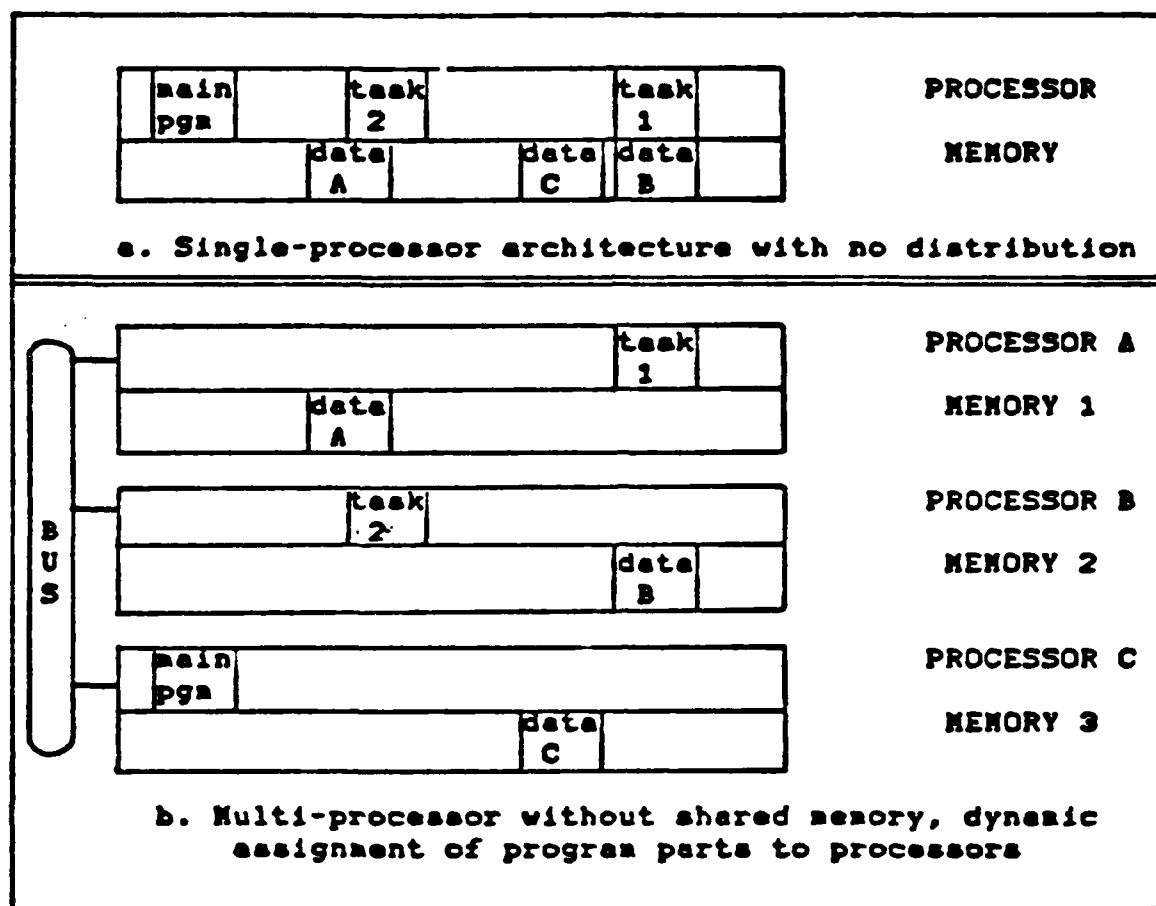 main task task PROCESSOR
pgm 2 1
data data data MEMORY
A C B
a. Single-processor architecture with no distribution
task PROCESSOR A
1
data MEMORY 1
A
task PROCESSOR B
2
data MEMORY 2
B
BUS
main PROCESSOR C
pgm
data MEMORY 3
C
b. Multi-processor without shared memory, dynamic
assignment of program parts to processors